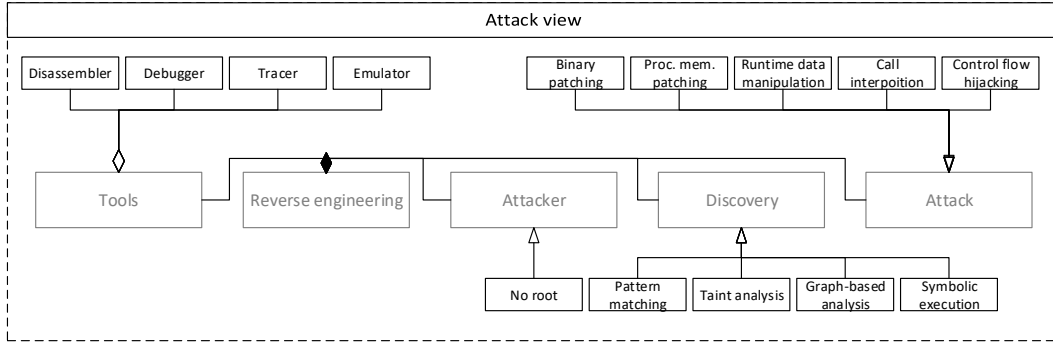 Attack view
Disassembler
Debugger
Tracer
Emulator
Binary
patching
Proc. mem.
patching
Runtime data
manipulation
Call
interpoition
Control flow
hijacking
Tools
Reverse engineering
Attacker
Discovery
Attack
No root
Pattern
matching
Taint analysis
Graph-based
analysis
Symbolic
execution